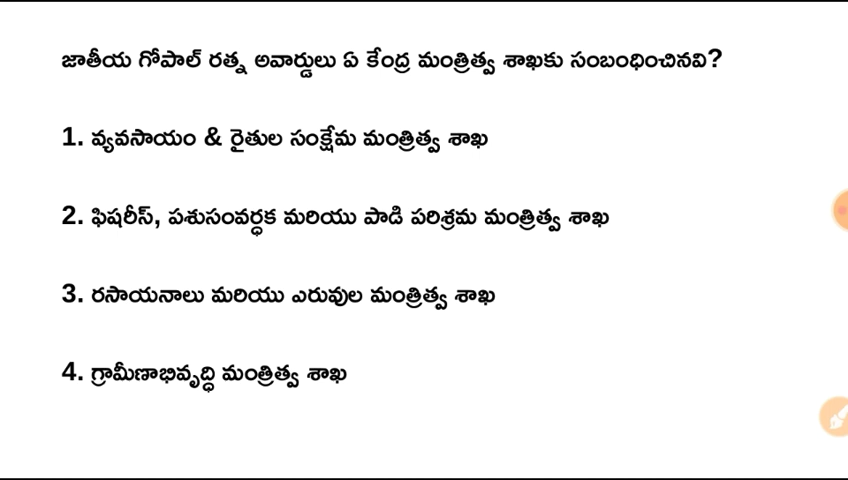 జాతీయ గోపాల్ రత్న అవార్డులు ఏ కేంద్ర మంత్రిత్వ శాఖకు సంబంధించినవి?
1. వ్యవసాయం & రైతుల సంక్షేమ మంత్రిత్వ శాఖ
2. ఫిషరీస్, పశుసంవర్ధక మరియు పాడి పరిశ్రమ మంత్రిత్వ శాఖ
3. రసాయనాలు మరియు ఎరువుల మంత్రిత్వ శాఖ
4. గ్రామీణాభివృద్ధి మంత్రిత్వ శాఖ